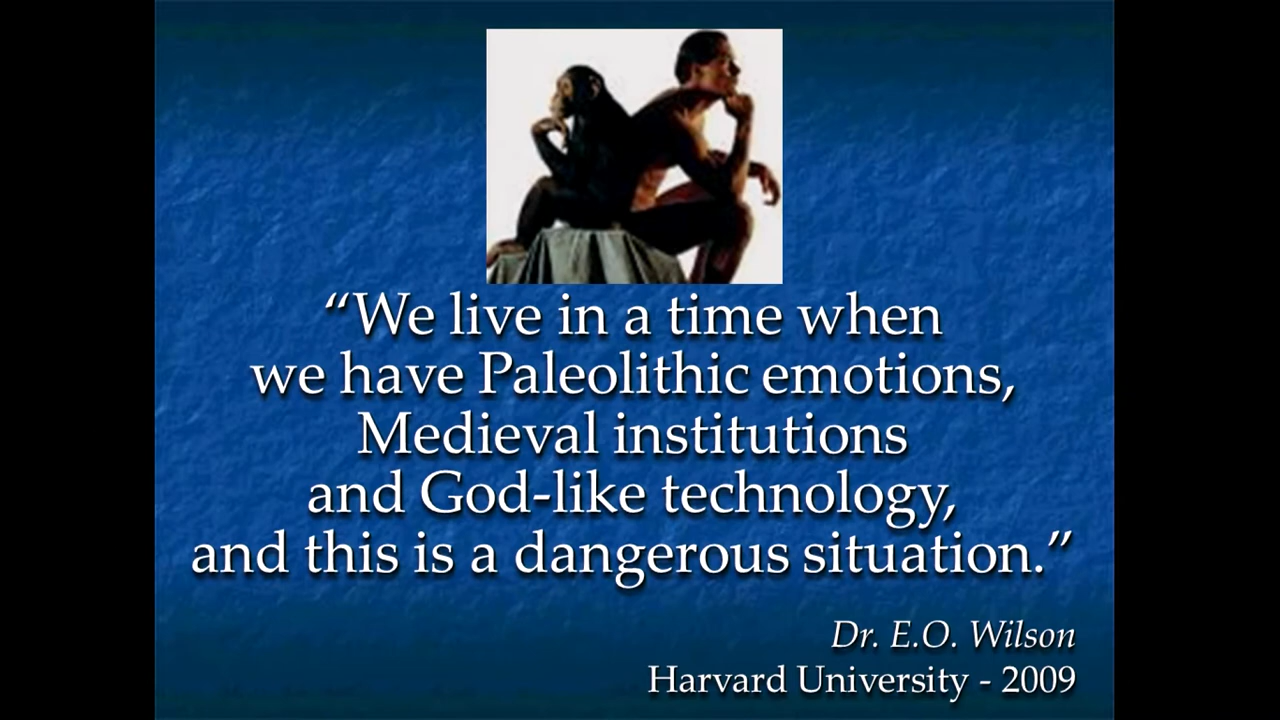 “We live in a time when
we have Paleolithic emotions,
Medieval institutions
and God-like technology,
and this is a dangerous situation.”
Dr. E.O. Wilson
Harvard University - 2009